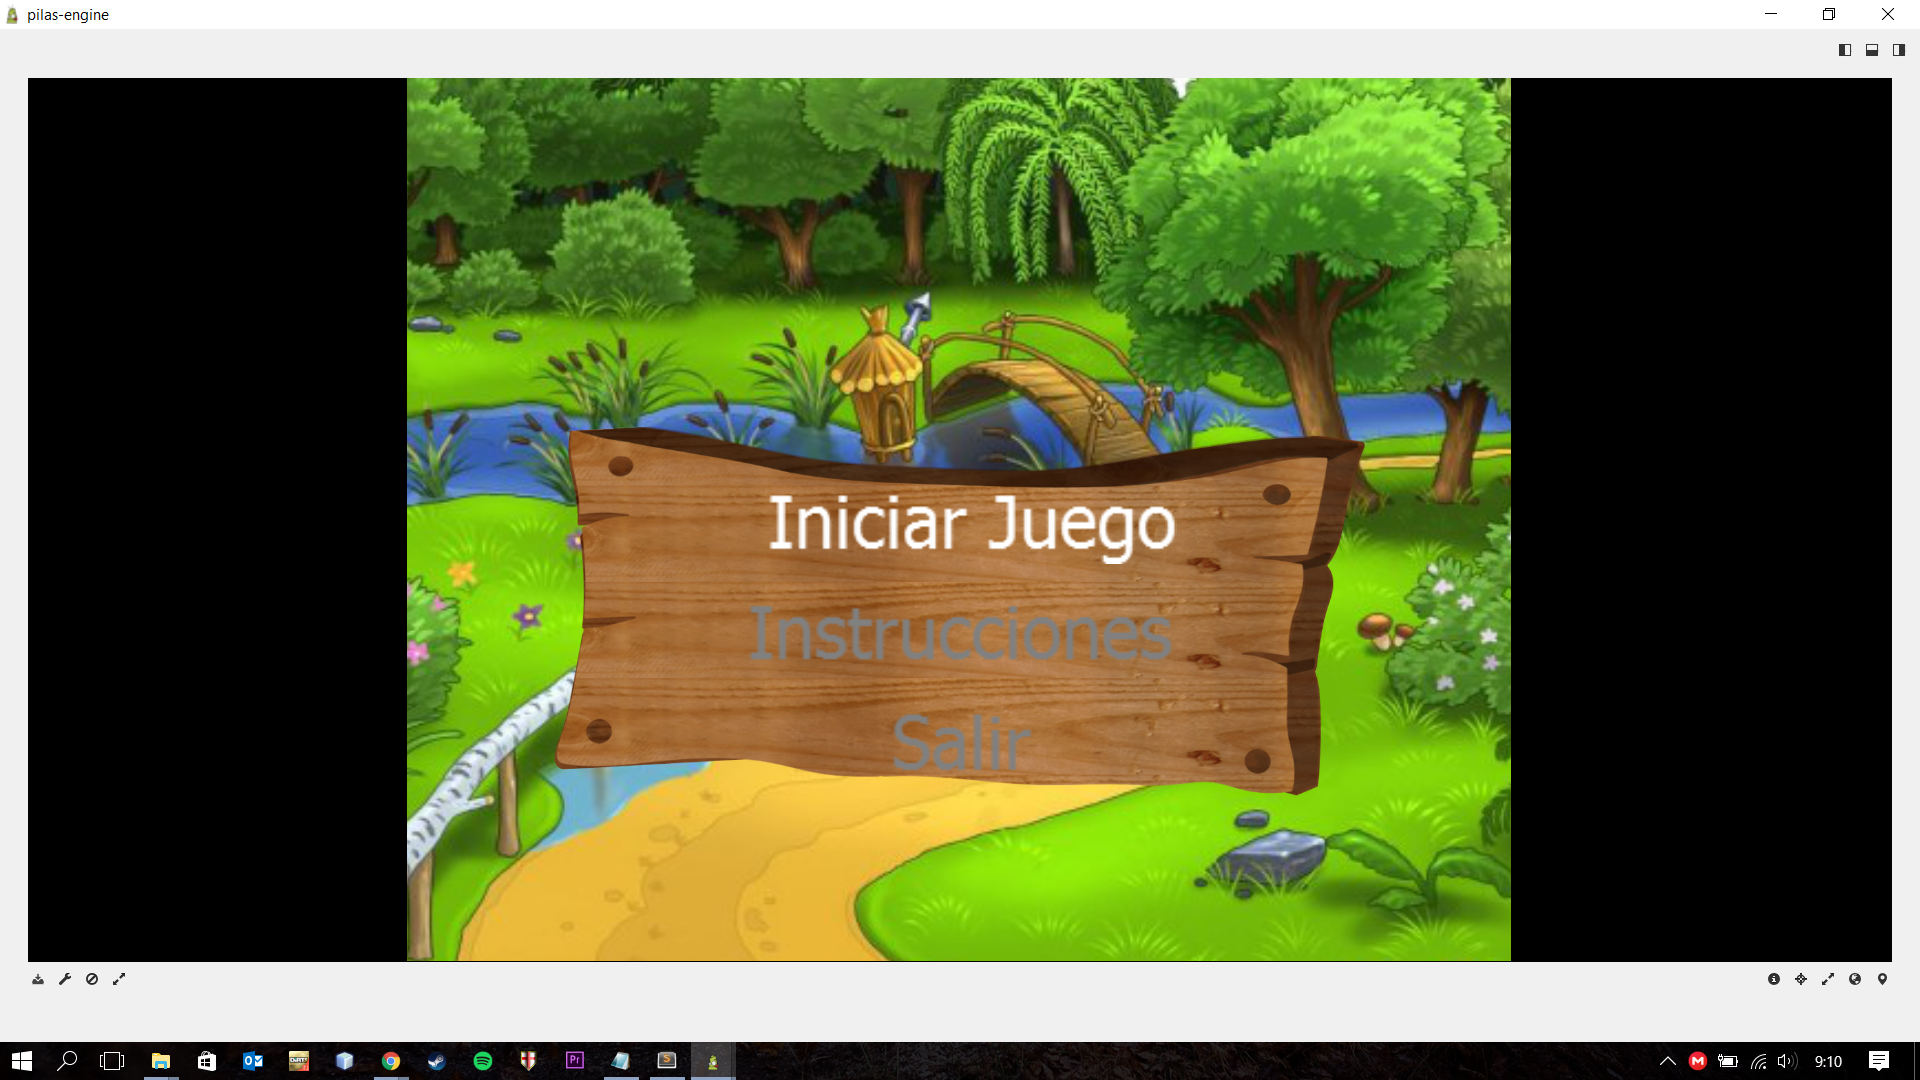 pilas-engine
Iniciar Juego
Instrucciones
Salir
9:10